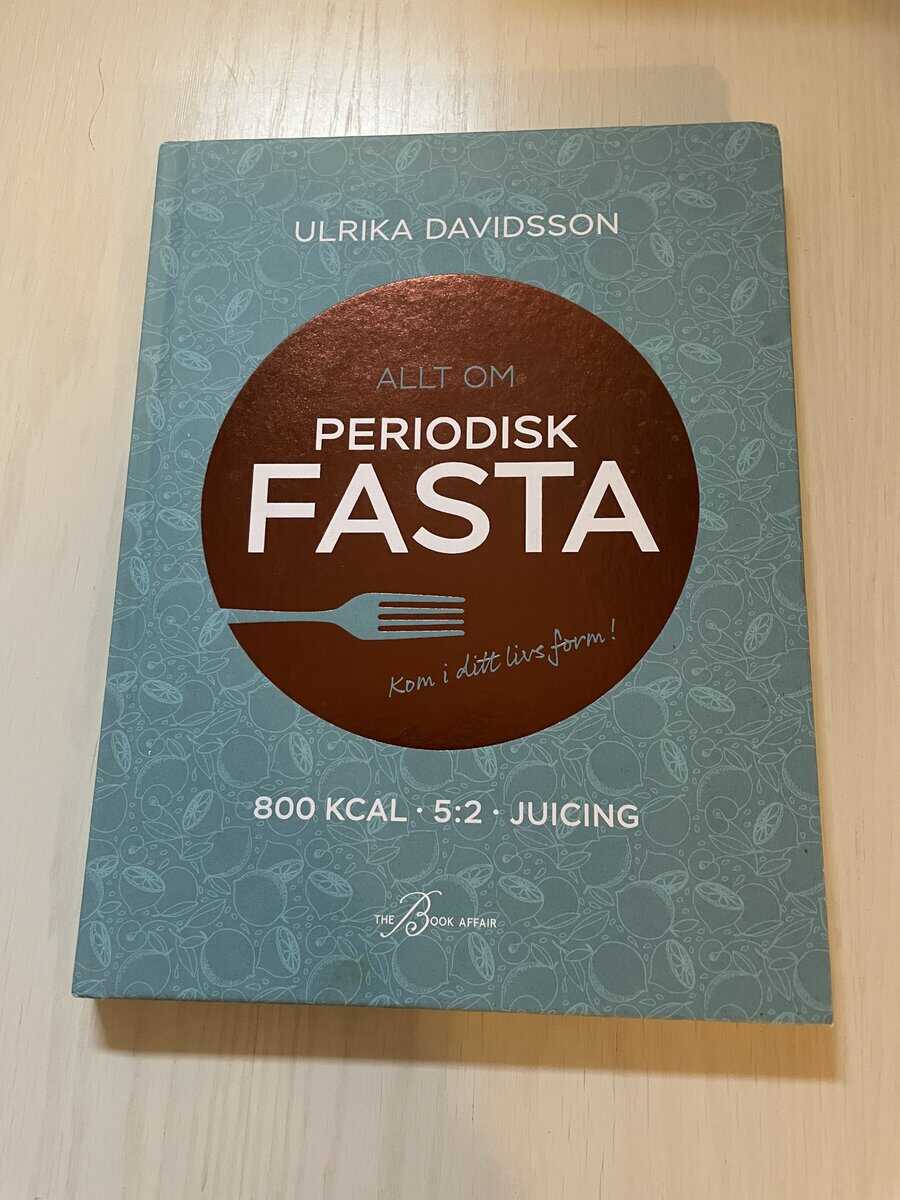 ULRIKA DAVIDSSON
ALLT OM
PERIODISK
FASTA
Kom i ditt livs form!
800 KCAL · 5:2 · JUICING
THE BOOK AFFAIR